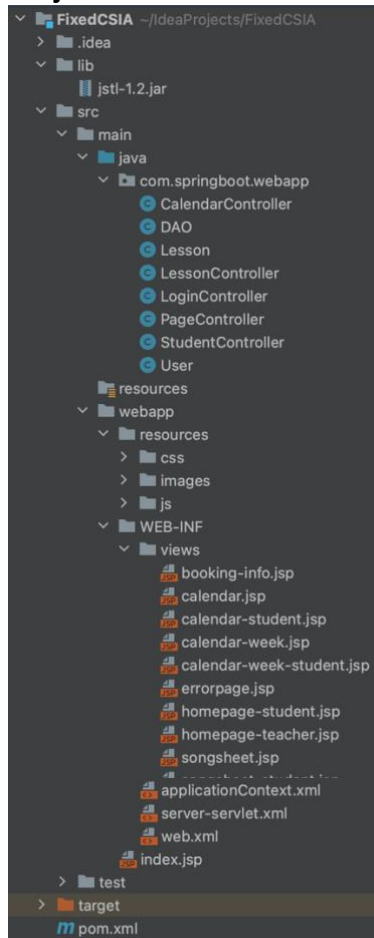 FixedCSIA ~/IdeaProjects/FixedCSIA
.idea
lib
jstl-1.2.jar
src
main
java
com.springboot.webapp
CalendarController
DAO
Lesson
LessonController
LoginController
PageController
StudentController
User
resources
webapp
resources
css
images
js
WEB-INF
views
booking-info.jsp
calendar.jsp
calendar-student.jsp
calendar-week.jsp
calendar-week-student.jsp
errorpage.jsp
homepage-student.jsp
homepage-teacher.jsp
songsheet.jsp
applicationContext.xml
server-servlet.xml
web.xml
index.jsp
test
target
m pom.xml